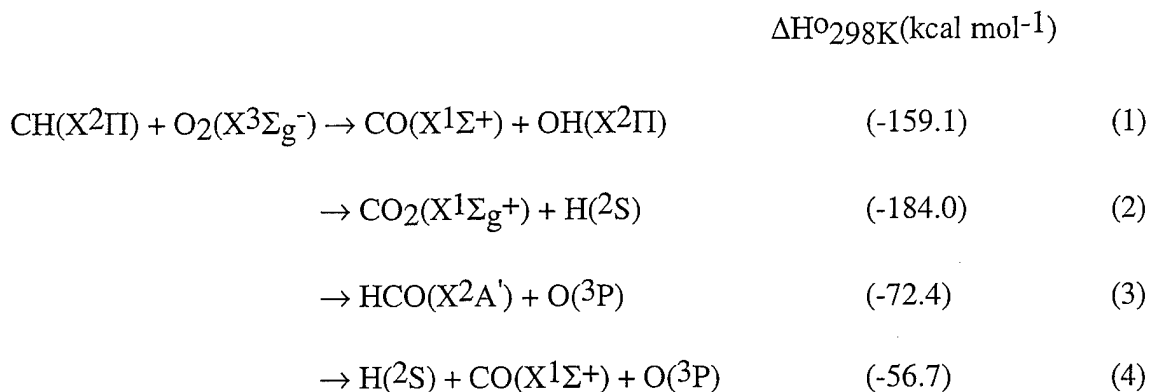 ΔHº298K(kcal mol-1)
CH(X²Π) + O₂(X³Σg⁻) → CO(X¹Σ⁺) + OH(X²Π) (-159.1) (1)
→ CO₂(X¹Σg⁺) + H(²S) (-184.0) (2)
→ HCO(X²A') + O(³P) (-72.4) (3)
→ H(²S) + CO(X¹Σ⁺) + O(³P) (-56.7) (4)